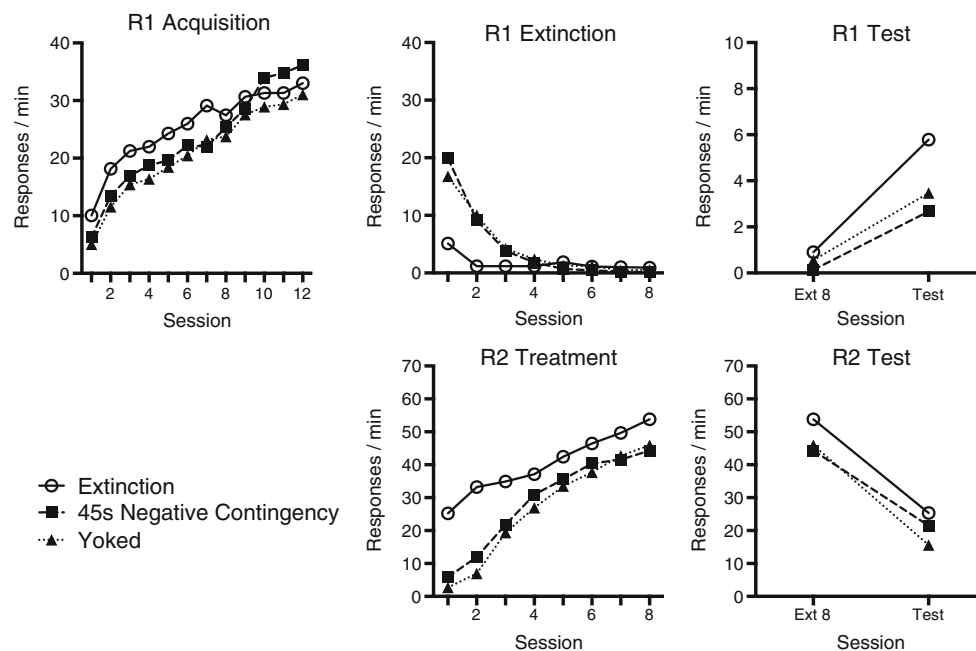 R1 Acquisition
40
30
20
10
0
Responses / min
2 4 6 8 10 12
Session
R1 Extinction
40
30
20
10
0
Responses / min
2 4 6 8
Session
R1 Test
10
8
6
4
2
0
Responses / min
Ext 8 Test
Session
Extinction
45s Negative Contingency
Yoked
R2 Treatment
70
60
50
40
30
20
10
0
Responses / min
2 4 6 8
Session
R2 Test
70
60
50
40
30
20
10
0
Responses / min
Ext 8 Test
Session